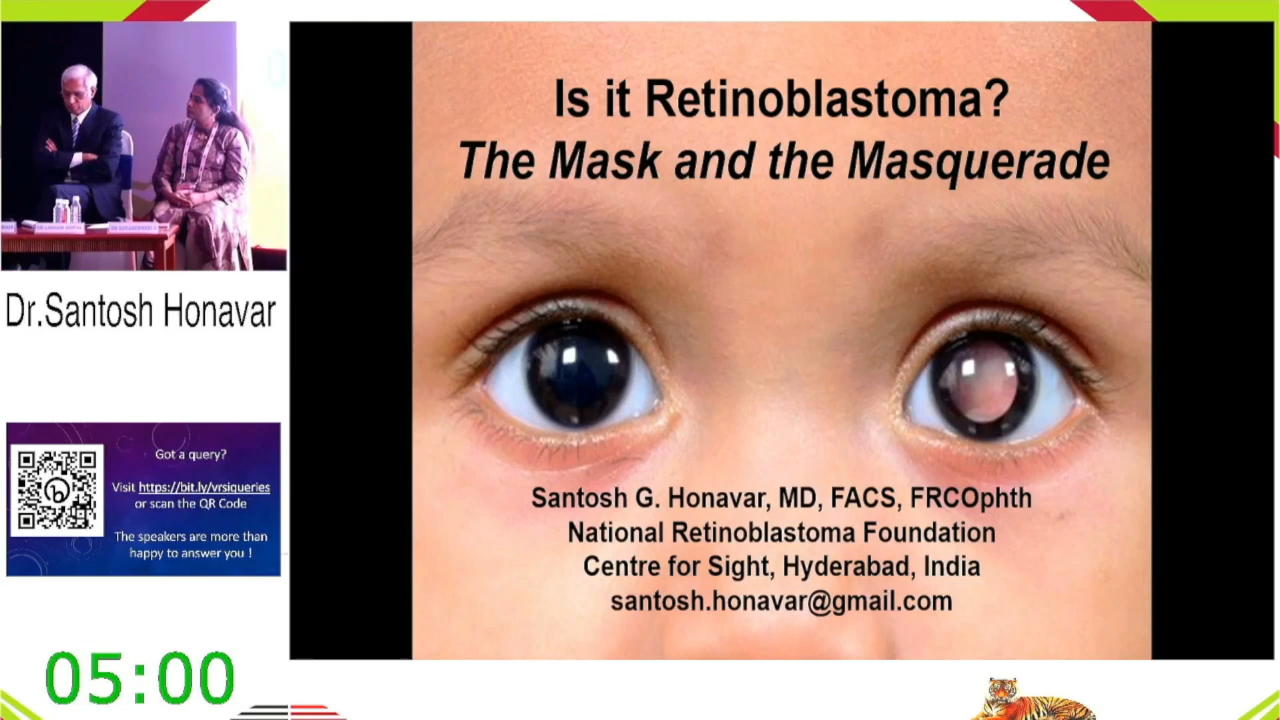 Is it Retinoblastoma?
The Mask and the Masquerade
Santosh G. Honavar, MD, FACS, FRCOphth
National Retinoblastoma Foundation
Centre for Sight, Hyderabad, India
santosh.honavar@gmail.com
Dr.Santosh Honavar
Got a query?
Visit https://bit.ly/vrsiqueries
or scan the QR Code
The speakers are more than
happy to answer you !
05:00